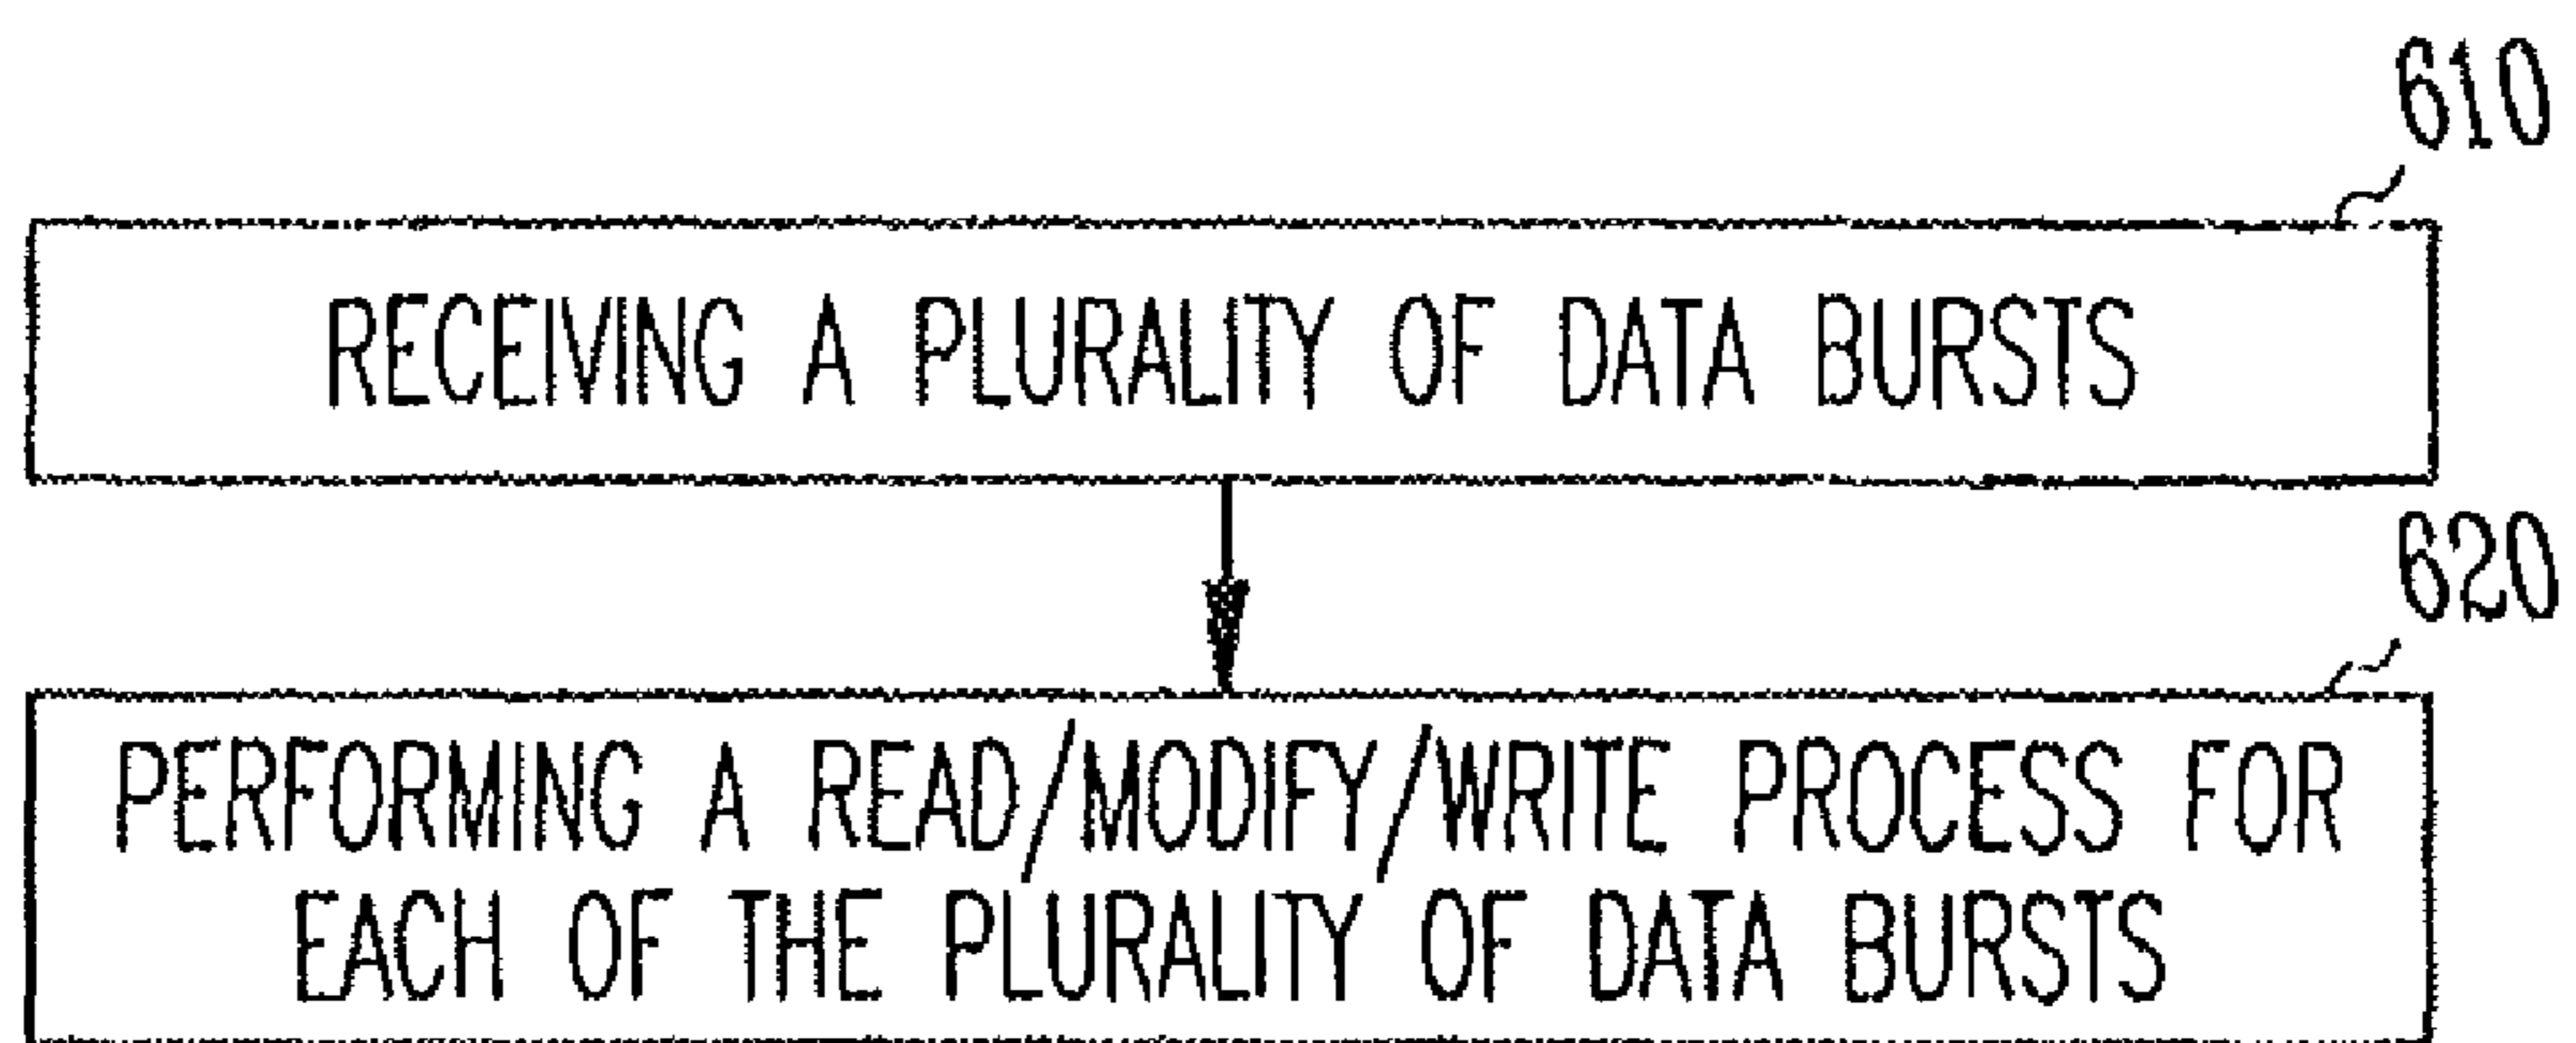 610
RECEIVING A PLURALITY OF DATA BURSTS
620
PERFORMING A READ/MODIFY/WRITE PROCESS FOR
EACH OF THE PLURALITY OF DATA BURSTS